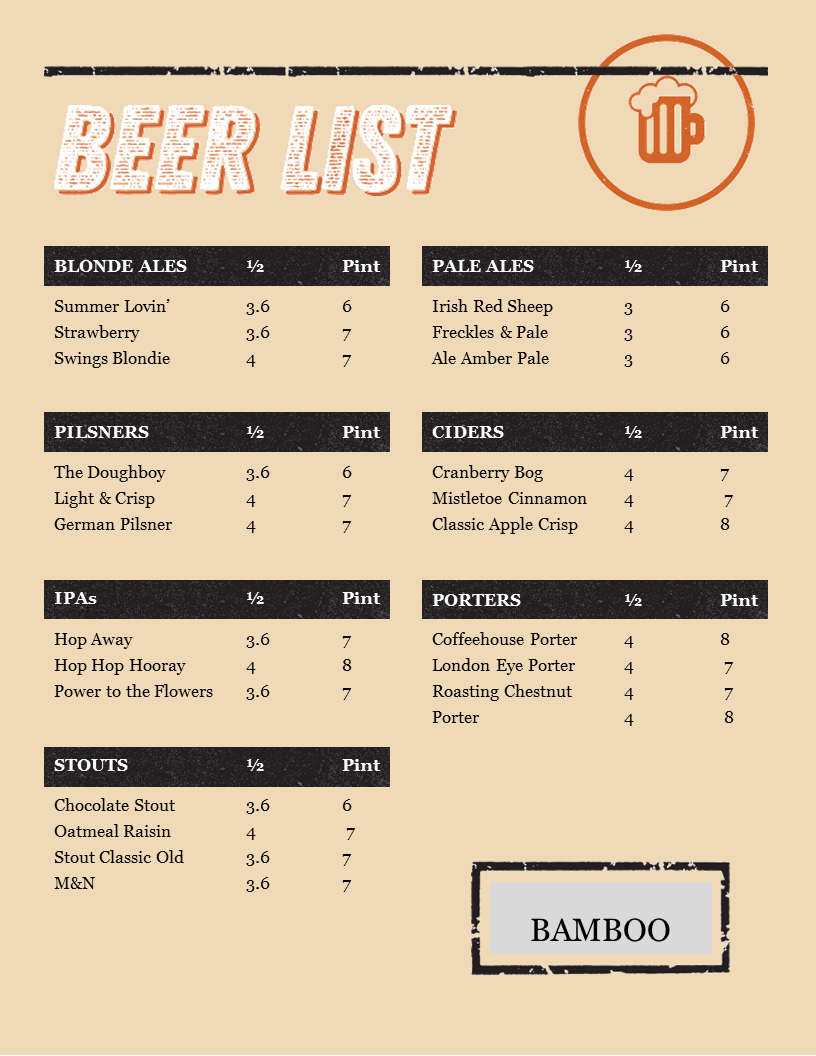 BEER LIST
BLONDE ALES ½ Pint
Summer Lovin’ 3.6 6
Strawberry 3.6 7
Swings Blondie 4 7
PALE ALES ½ Pint
Irish Red Sheep 3 6
Freckles & Pale 3 6
Ale Amber Pale 3 6
PILSNERS ½ Pint
The Doughboy 3.6 6
Light & Crisp 4 7
German Pilsner 4 7
CIDERS ½ Pint
Cranberry Bog 4 7
Mistletoe Cinnamon 4 7
Classic Apple Crisp 4 8
IPAs ½ Pint
Hop Away 3.6 7
Hop Hop Hooray 4 8
Power to the Flowers 3.6 7
PORTERS ½ Pint
Coffeehouse Porter 4 8
London Eye Porter 4 7
Roasting Chestnut 4 7
Porter 4 8
STOUTS ½ Pint
Chocolate Stout 3.6 6
Oatmeal Raisin 4 7
Stout Classic Old 3.6 7
M&N 3.6 7
BAMBOO